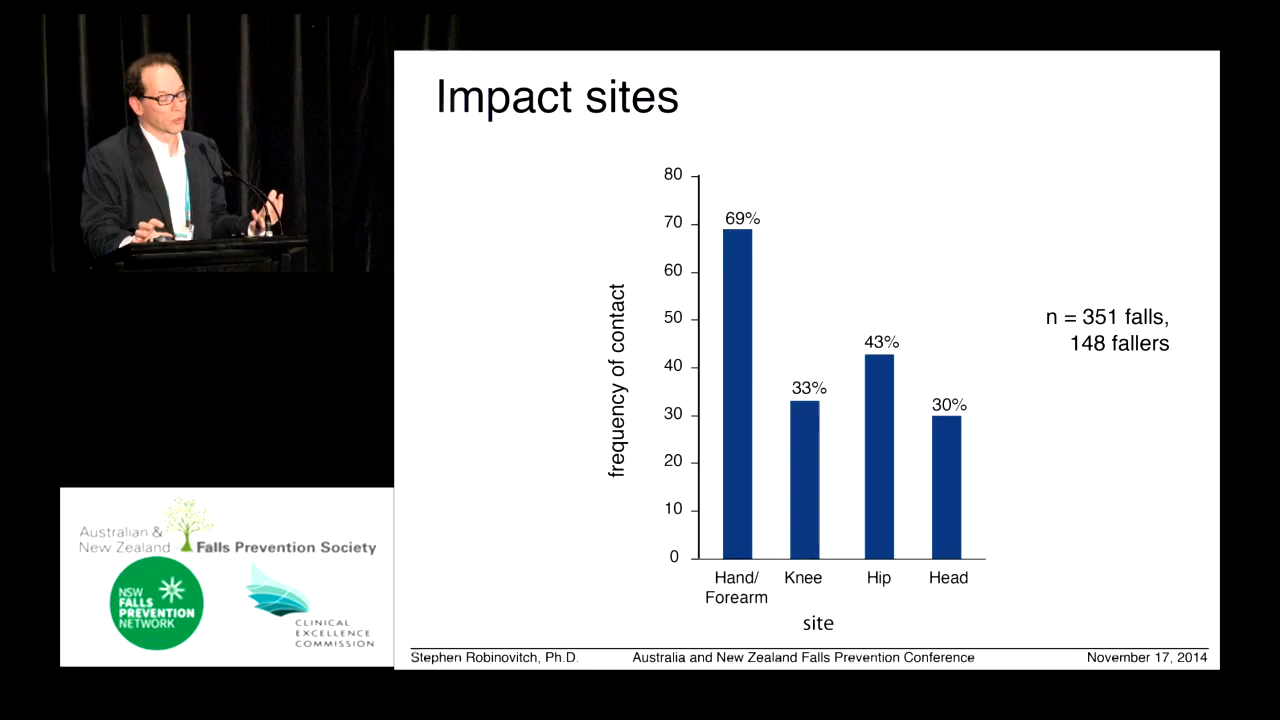 Impact sites
80
70
60
50
40
30
20
10
0
frequency of contact
69%
33%
43%
30%
Hand/
Forearm
Knee
Hip
Head
site
n = 351 falls,
148 fallers
Stephen Robinovitch, Ph.D.
Australia and New Zealand Falls Prevention Conference
November 17, 2014
Australian &
New Zealand
Falls Prevention Society
NSW
FALLS
PREVENTION
NETWORK
CLINICAL
EXCELLENCE
COMMISSION